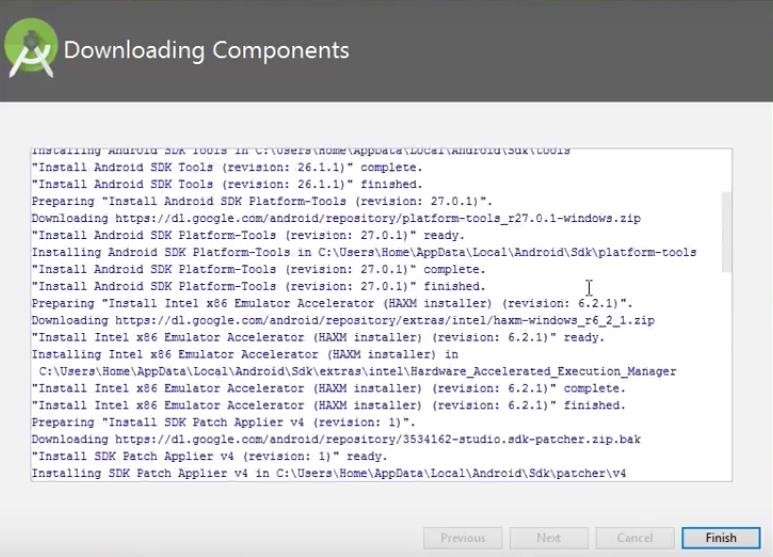 Downloading Components
Installing Android SDK Tools in C:\Users\Home\AppData\Local\Android\Sdk\tools
"Install Android SDK Tools (revision: 26.1.1)" complete.
"Install Android SDK Tools (revision: 26.1.1)" finished.
Preparing "Install Android SDK Platform-Tools (revision: 27.0.1)".
Downloading https://dl.google.com/android/repository/platform-tools_r27.0.1-windows.zip
"Install Android SDK Platform-Tools (revision: 27.0.1)" ready.
Installing Android SDK Platform-Tools in C:\Users\Home\AppData\Local\Android\Sdk\platform-tools
"Install Android SDK Platform-Tools (revision: 27.0.1)" complete.
"Install Android SDK Platform-Tools (revision: 27.0.1)" finished.
Preparing "Install Intel x86 Emulator Accelerator (HAXM installer) (revision: 6.2.1)".
Downloading https://dl.google.com/android/repository/extras/intel/haxm-windows_r6_2_1.zip
"Install Intel x86 Emulator Accelerator (HAXM installer) (revision: 6.2.1)" ready.
Installing Intel x86 Emulator Accelerator (HAXM installer) in
C:\Users\Home\AppData\Local\Android\Sdk\extras\intel\Hardware_Accelerated_Execution_Manager
"Install Intel x86 Emulator Accelerator (HAXM installer) (revision: 6.2.1)" complete.
"Install Intel x86 Emulator Accelerator (HAXM installer) (revision: 6.2.1)" finished.
Preparing "Install SDK Patch Applier v4 (revision: 1)".
Downloading https://dl.google.com/android/repository/3534162-studio.sdk-patcher.zip.bak
"Install SDK Patch Applier v4 (revision: 1)" ready.
Installing SDK Patch Applier v4 in C:\Users\Home\AppData\Local\Android\Sdk\patcher\v4
Previous Next Cancel Finish